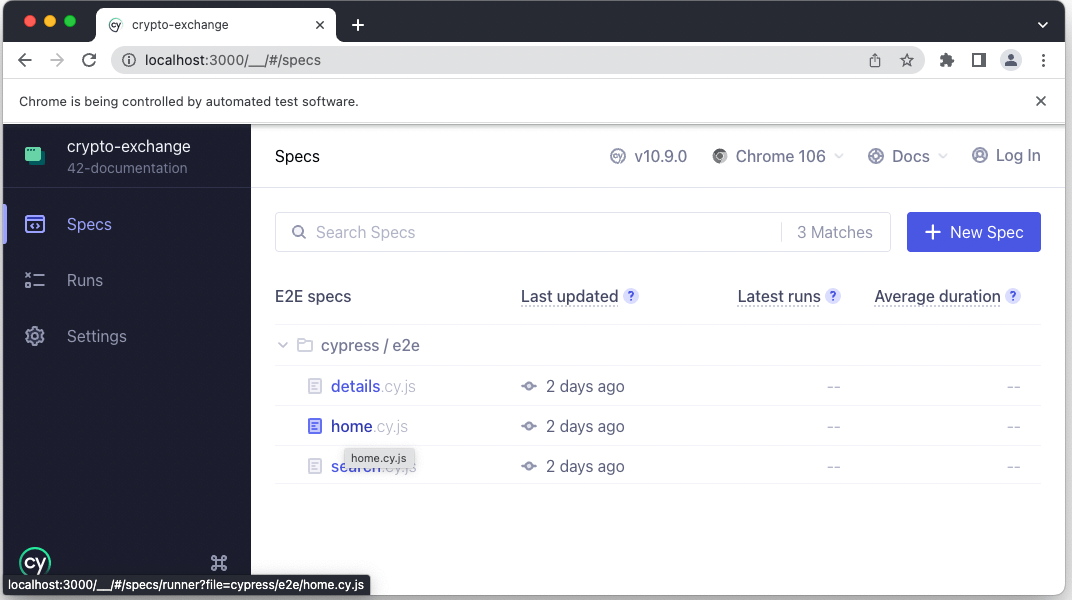 cy crypto-exchange
localhost:3000/__/#/specs
Chrome is being controlled by automated test software.
crypto-exchange
42-documentation
Specs
Runs
Settings
cy
Specs
cy v10.9.0 Chrome 106 Docs Log In
Search Specs 3 Matches + New Spec
E2E specs Last updated ? Latest runs ? Average duration ?
cypress / e2e
details.cy.js 2 days ago -- --
home.cy.js 2 days ago -- --
home.cy.js
search.cy.js 2 days ago -- --
localhost:3000/__/#/specs/runner?file=cypress/e2e/home.cy.js